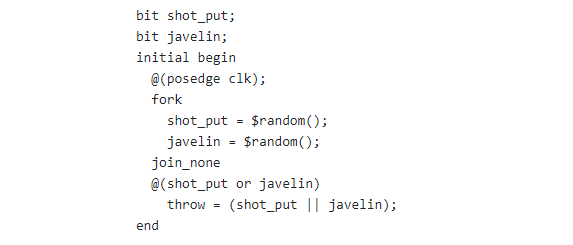 bit shot_put;
bit javelin;
initial begin
  @(posedge clk);
  fork
    shot_put = $random();
    javelin = $random();
  join_none
  @(shot_put or javelin)
    throw = (shot_put || javelin);
end